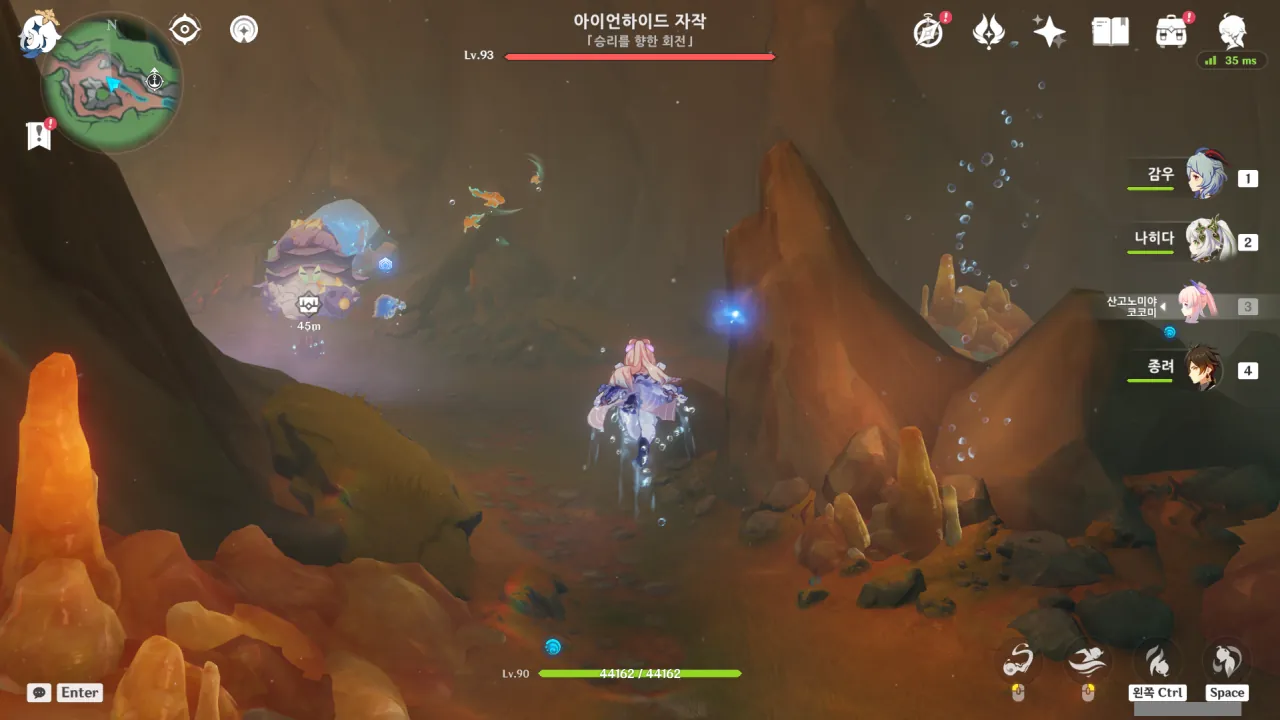 아이언하이드 자작
「승리를 향한 회전」
Lv.93
N
35 ms
감우
1
나히다
2
산고노미야
코코미
3
종려
4
45m
Lv.90
44162 / 44162
Enter
왼쪽 Ctrl
Space